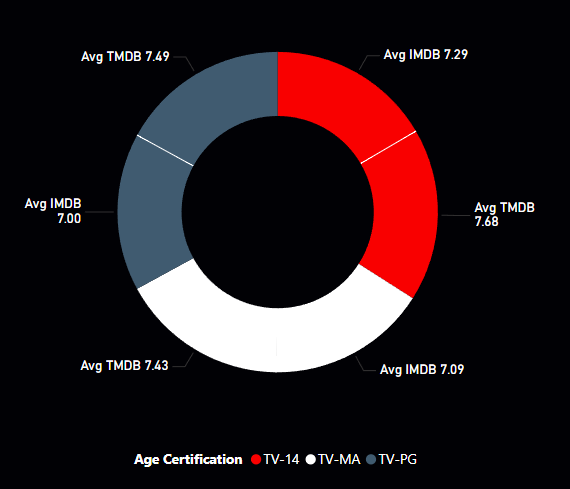 Avg TMDB 7.49
Avg IMDB 7.29
Avg IMDB
7.00
Avg TMDB
7.68
Avg TMDB 7.43
Avg IMDB 7.09
Age Certification TV-14 TV-MA TV-PG